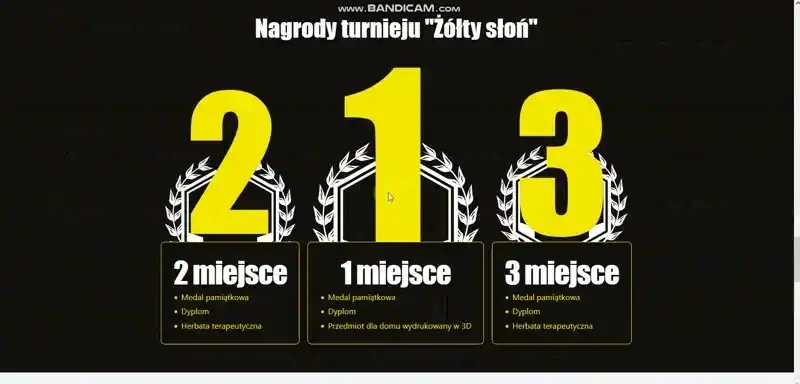 www.BANDICAM.com
Nagrody turnieju "Żółty słoń"
2
2 miejsce
Medal pamiątkowa
Dyplom
Herbata terapeutyczna
1
1 miejsce
Medal pamiątkowa
Dyplom
Przedmiot dla domu wydrukowany w 3D
3
3 miejsce
Medal pamiątkowa
Dyplom
Herbata terapeutyczna